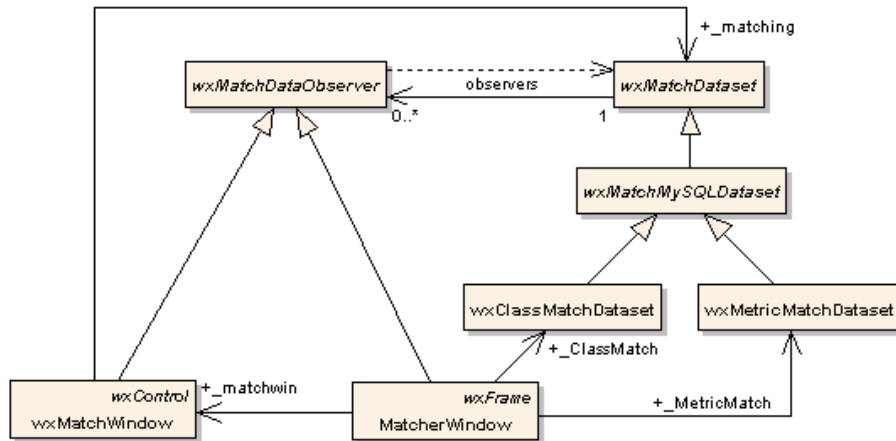 +_matching
wxMatchDataObserver
observers
wxMatchDataset
0..*
1
wxMatchMySQLDataset
wxClassMatchDataset
wxMetricMatchDataset
+_ClassMatch
wxControl
wxMatchWindow
+_matchwin
wxFrame
MatcherWindow
+_MetricMatch